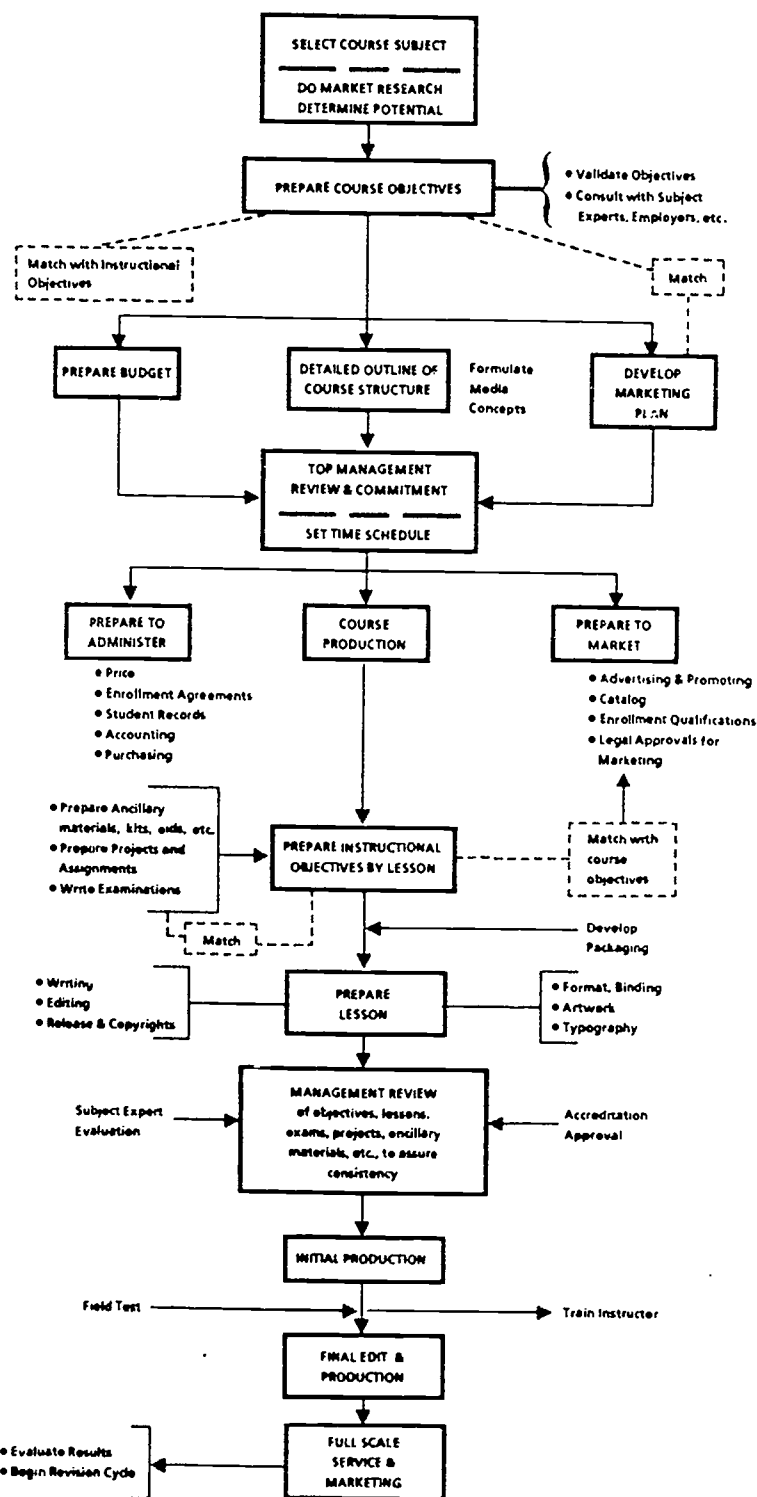 SELECT COURSE SUBJECT
DO MARKET RESEARCH
DETERMINE POTENTIAL
PREPARE COURSE OBJECTIVES
• Validate Objectives
• Consult with Subject
Experts, Employers, etc.
Match with Instructional
Objectives
Match
PREPARE BUDGET
DETAILED OUTLINE OF
COURSE STRUCTURE
Formulate
Media
Concepts
DEVELOP
MARKETING
PLAN
TOP MANAGEMENT
REVIEW & COMMITMENT
SET TIME SCHEDULE
PREPARE TO
ADMINISTER
COURSE
PRODUCTION
PREPARE TO
MARKET
• Price
• Enrollment Agreements
• Student Records
• Accounting
• Purchasing
• Advertising & Promoting
• Catalog
• Enrollment Qualifications
• Legal Approvals for
Marketing
• Prepare Ancillary
materials, kits, aids, etc.
• Prepare Projects and
Assignments
• Write Examinations
PREPARE INSTRUCTIONAL
OBJECTIVES BY LESSON
Match with
course
objectives
Match
Develop
Packaging
• Writing
• Editing
• Release & Copyrights
PREPARE
LESSON
• Format, Binding
• Artwork
• Typography
Subject Expert
Evaluation
MANAGEMENT REVIEW
of objectives, lessons,
exams, projects, ancillary
materials, etc., to assure
consistency
Accreditation
Approval
INITIAL PRODUCTION
Field Test
Train Instructor
FINAL EDIT &
PRODUCTION
• Evaluate Results
• Begin Revision Cycle
FULL SCALE
SERVICE &
MARKETING